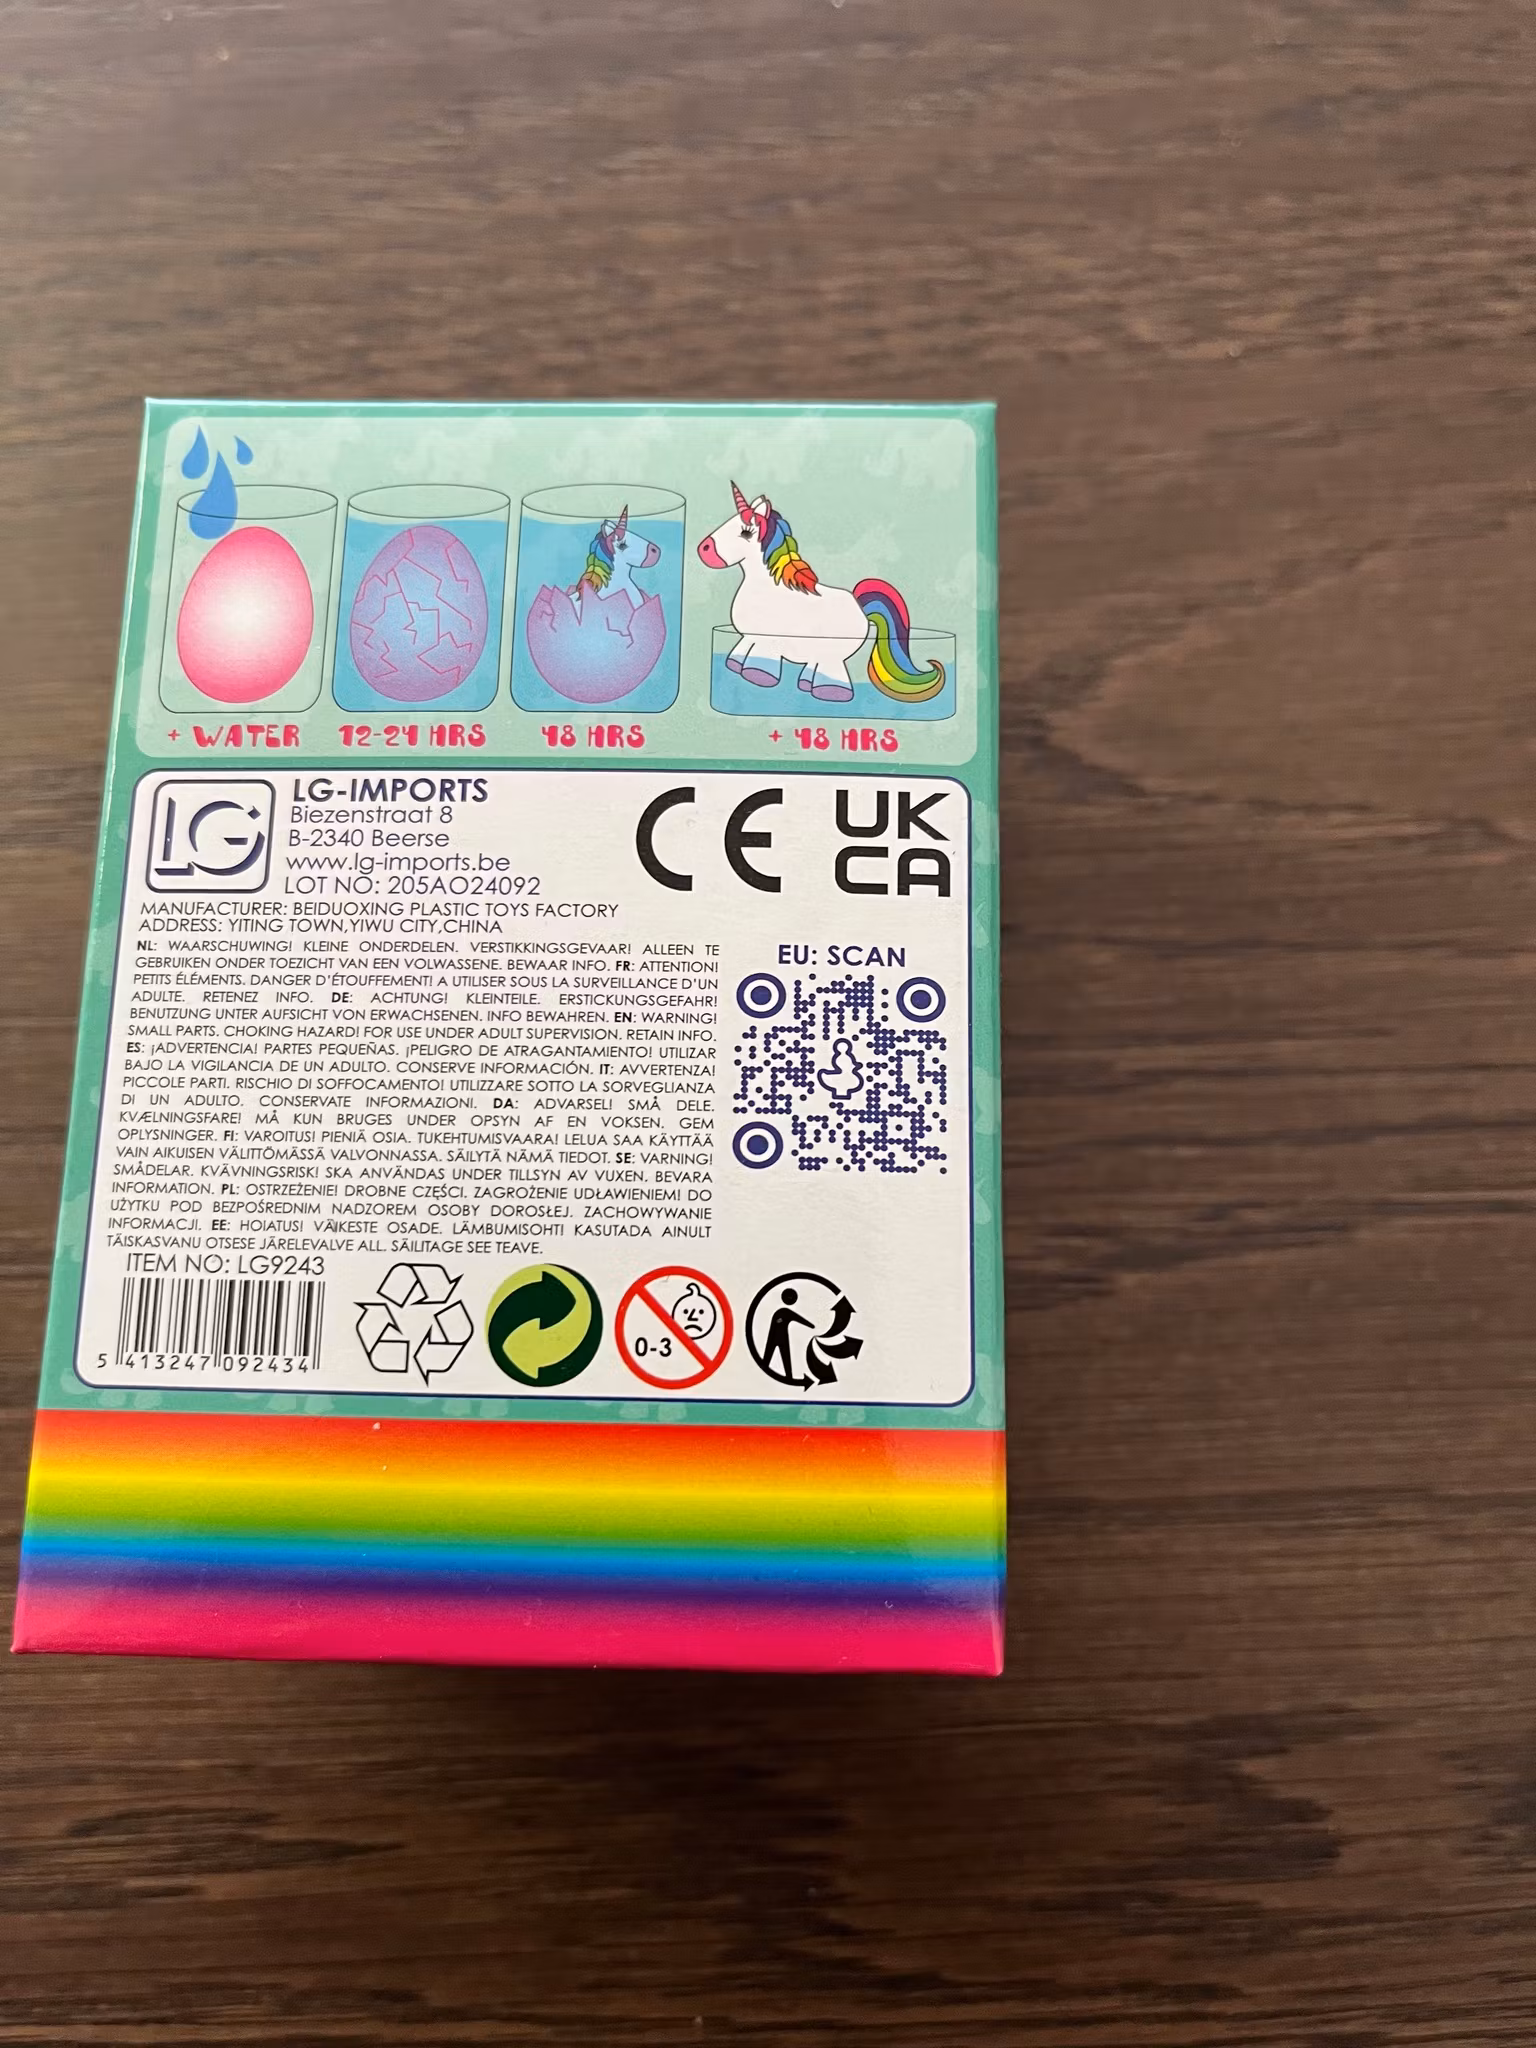 + WATER
12-24 HRS
48 HRS
+ 48 HRS
LG
LG-IMPORTS
Biezenstraat 8
B-2340 Beerse
www.lg-imports.be
LOT NO: 205AO24092
CE
UK
CA
MANUFACTURER: BEIDUOXING PLASTIC TOYS FACTORY
ADDRESS: YITING TOWN,YIWU CITY,CHINA
NL: WAARSCHUWING! KLEINE ONDERDELEN. VERSTIKKINGSGEVAAR! ALLEEN TE
GEBRUIKEN ONDER TOEZICHT VAN EEN VOLWASSENE. BEWAAR INFO. FR: ATTENTION!
PETITS ÉLÉMENTS. DANGER D'ÉTOUFFEMENT! A UTILISER SOUS LA SURVEILLANCE D'UN
ADULTE. RETENEZ INFO. DE: ACHTUNG! KLEINTEILE. ERSTICKUNGSGEFAHR!
BENUTZUNG UNTER AUFSICHT VON ERWACHSENEN. INFO BEWAHREN. EN: WARNING!
SMALL PARTS. CHOKING HAZARD! FOR USE UNDER ADULT SUPERVISION. RETAIN INFO.
ES: ¡ADVERTENCIA! PARTES PEQUEÑAS. ¡PELIGRO DE ATRAGANTAMIENTO! UTILIZAR
BAJO LA VIGILANCIA DE UN ADULTO. CONSERVE INFORMACIÓN. IT: AVVERTENZA!
PICCOLE PARTI. RISCHIO DI SOFFOCAMENTO! UTILIZZARE SOTTO LA SORVEGLIANZA
DI UN ADULTO. CONSERVATE INFORMAZIONI. DA: ADVARSEL! SMÅ DELE.
KVÆLNINGSFARE! MÅ KUN BRUGES UNDER OPSYN AF EN VOKSEN. GEM
OPLYSNINGER. FI: VAROITUS! PIENIÄ OSIA. TUKEHTUMISVAARA! LELUA SAA KÄYTTÄÄ
VAIN AIKUISEN VÄLITTÖMÄSSÄ VALVONNASSA. SÄILYTÄ NÄMÄ TIEDOT. SE: VARNING!
SMÅDELAR. KVÄVNINGSRISK! SKA ANVÄNDAS UNDER TILLSYN AV VUXEN. BEVARA
INFORMATION. PL: OSTRZEŻENIE! DROBNE CZĘŚCI. ZAGROŻENIE UDŁAWIENIEM! DO
UŻYTKU POD BEZPOŚREDNIM NADZOREM OSOBY DOROSŁEJ. ZACHOWYWANIE
INFORMACJI. EE: HOIATUS! VÄIKESTE OSADE. LÄMBUMISOHT! KASUTADA AINULT
TÄISKASVANU OTSESE JÄRELEVALVE ALL. SÄILITAGE SEE TEAVE.
EU: SCAN
ITEM NO: LG9243
5 413247 092434
0-3